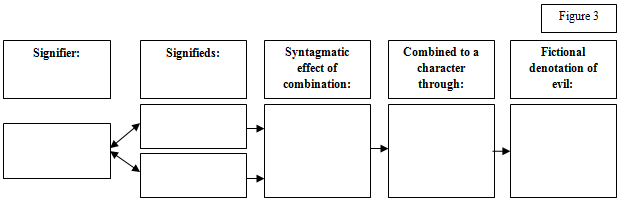 Figure 3
Signifier:
Signifieds:
Syntagmatic
effect of
combination:
Combined to a
character
through:
Fictional
denotation of
evil: